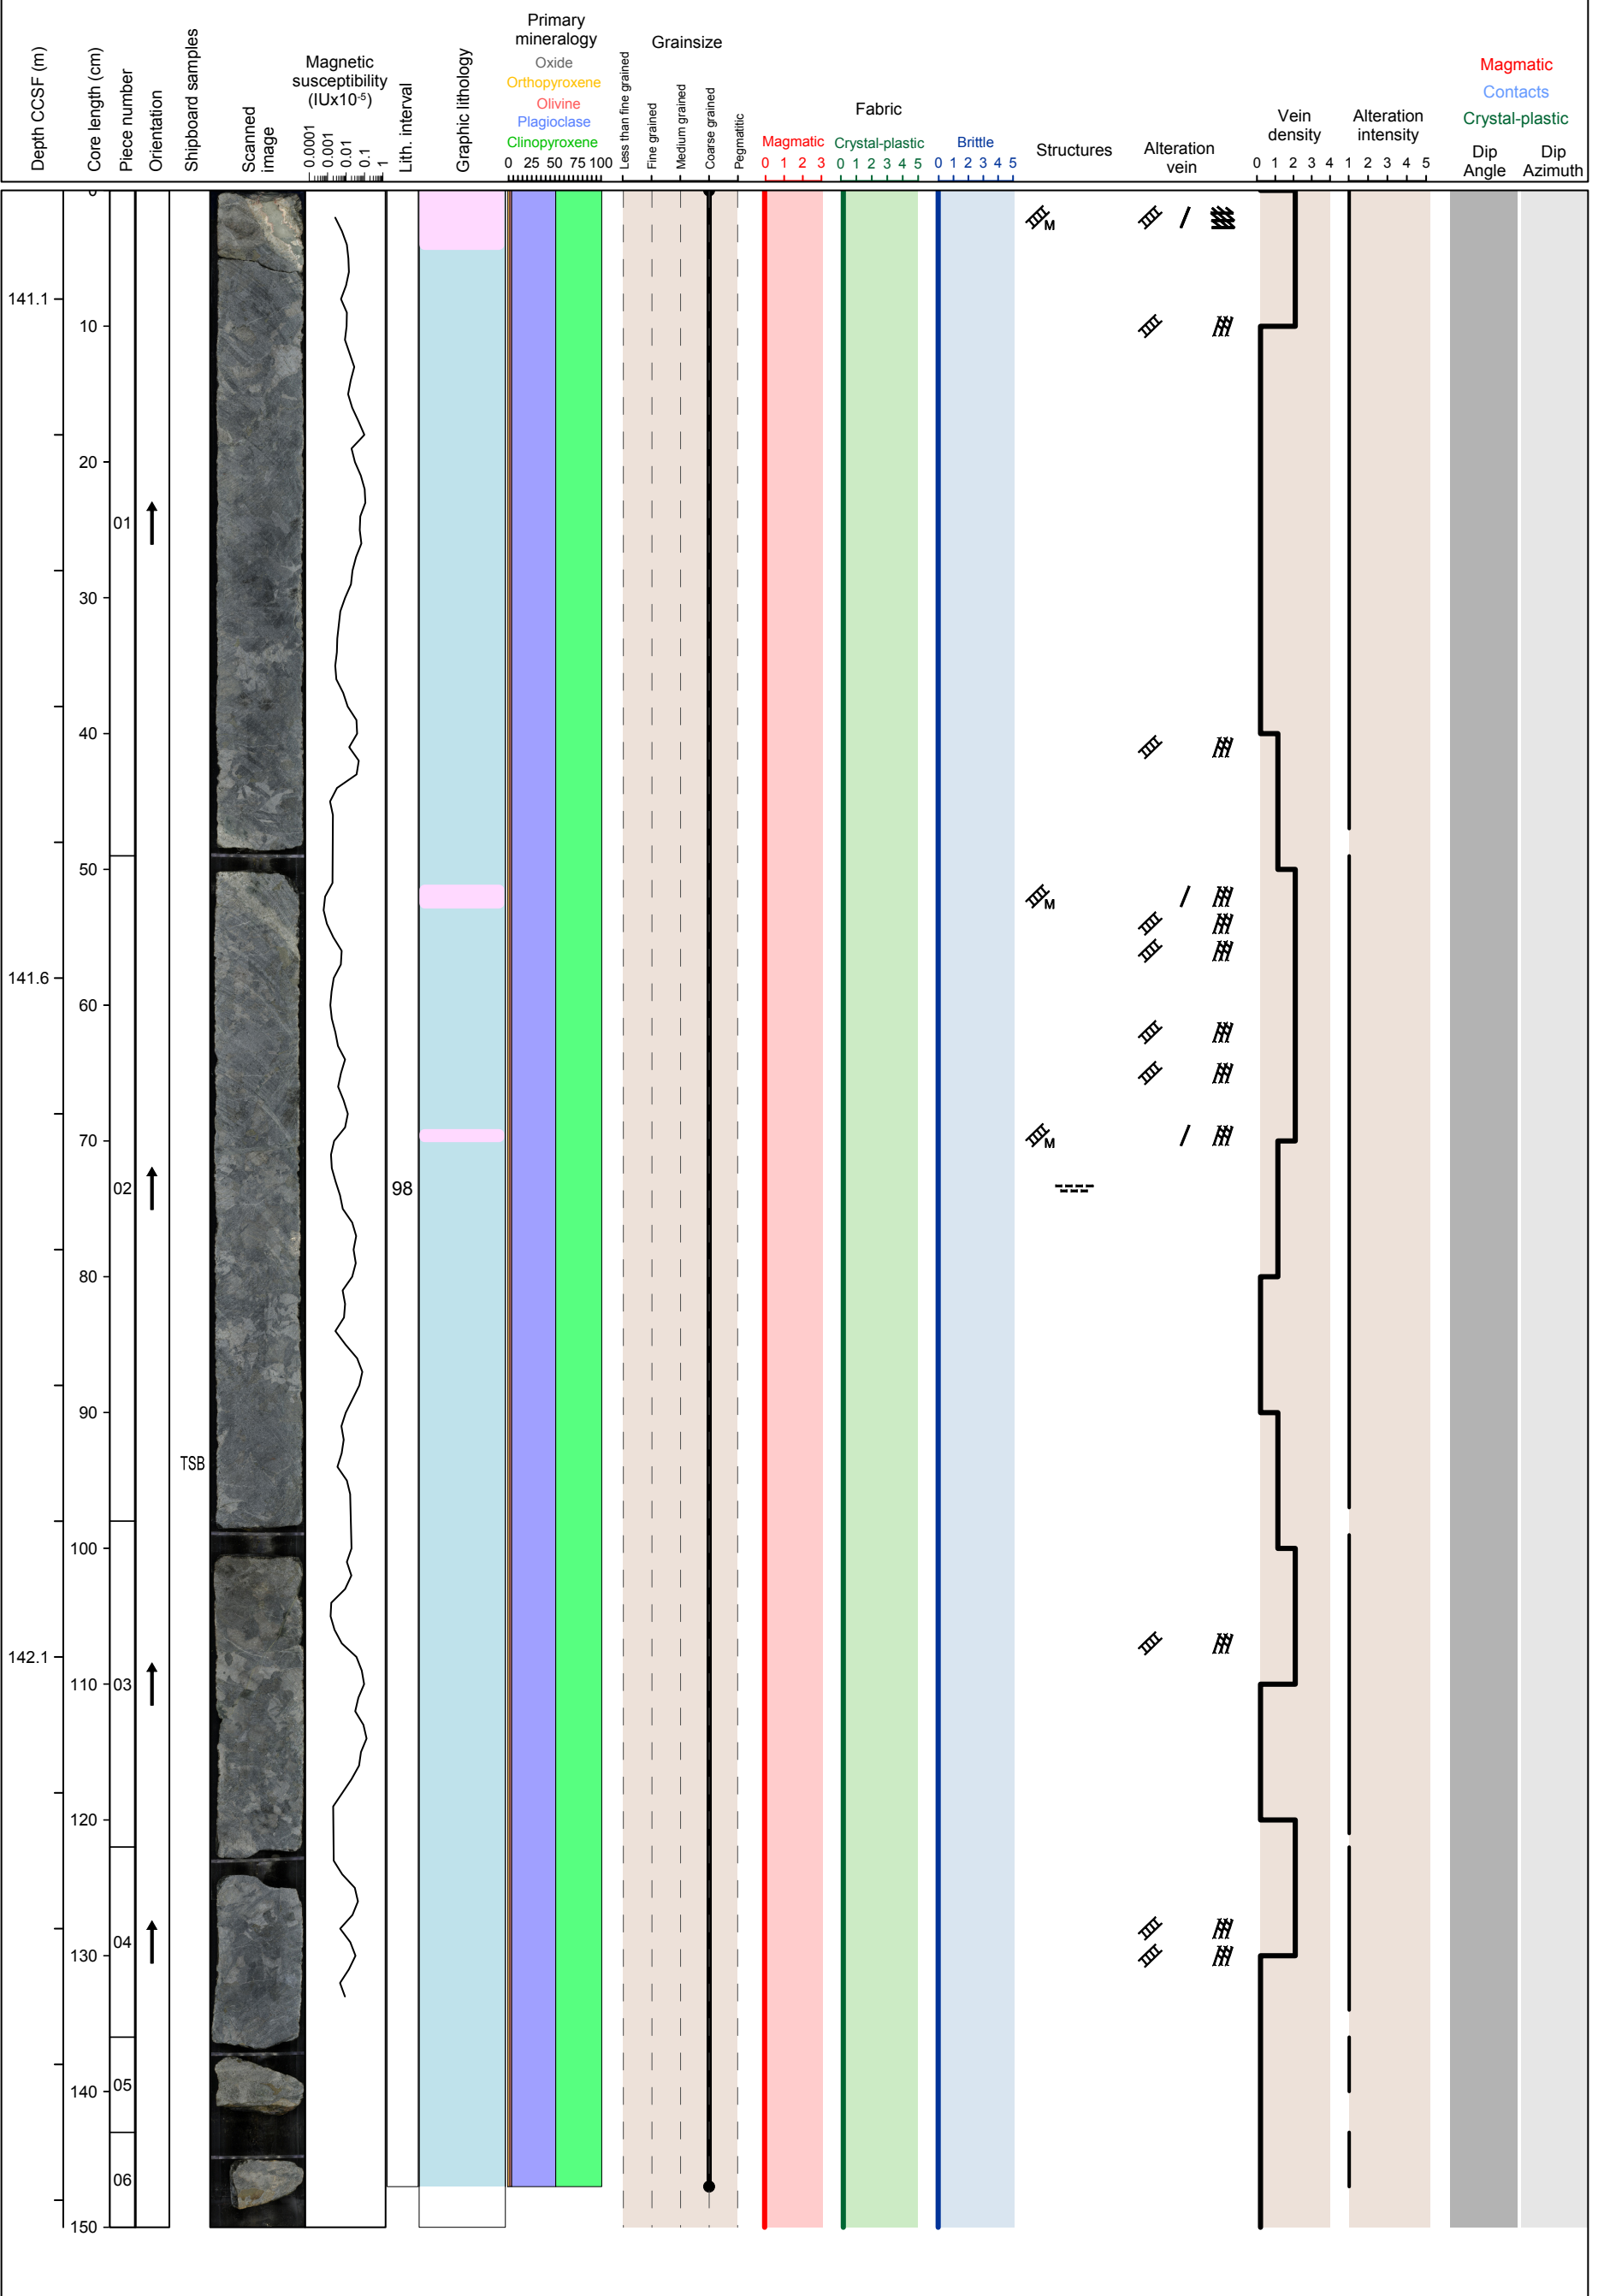 Depth CCSF (m)
Core length (cm)
Piece number
Orientation
Shipboard samples
Scanned
image
Magnetic
susceptibility
(IUx10-5)
0.0001
0.001
0.01
0.1
1
Lith. interval
Graphic lithology
Primary
mineralogy
Oxide
Orthopyroxene
Olivine
Plagioclase
Clinopyroxene
0 25 50 75 100
Grainsize
Less than fine grained
Fine grained
Medium grained
Coarse grained
Pegmatitic
Fabric
Magmatic
0 1 2 3
Crystal-plastic
0 1 2 3 4 5
Brittle
0 1 2 3 4 5
Structures
Alteration
vein
Vein
density
0 1 2 3 4
Alteration
intensity
1 2 3 4 5
Magmatic
Contacts
Crystal-plastic
Dip
Angle
Dip
Azimuth
0
M
141.1
10
20
01
30
40
50
M
141.6
60
70
M
02
98
80
90
TSB
100
142.1
110
03
120
04
130
05
140
06
150